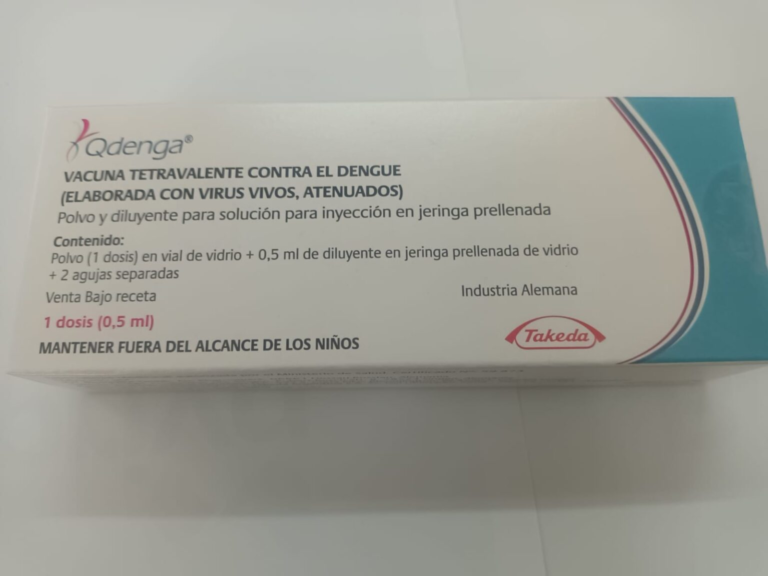 Qdenga®
VACUNA TETRAVALENTE CONTRA EL DENGUE
(ELABORADA CON VIRUS VIVOS, ATENUADOS)
Polvo y diluyente para solución para inyección en jeringa prellenada
Contenido:
Polvo (1 dosis) en vial de vidrio + 0,5 ml de diluyente en jeringa prellenada de vidrio
+ 2 agujas separadas
Venta Bajo receta
Industria Alemana
1 dosis (0,5 ml)
Takeda
MANTENER FUERA DEL ALCANCE DE LOS NIÑOS